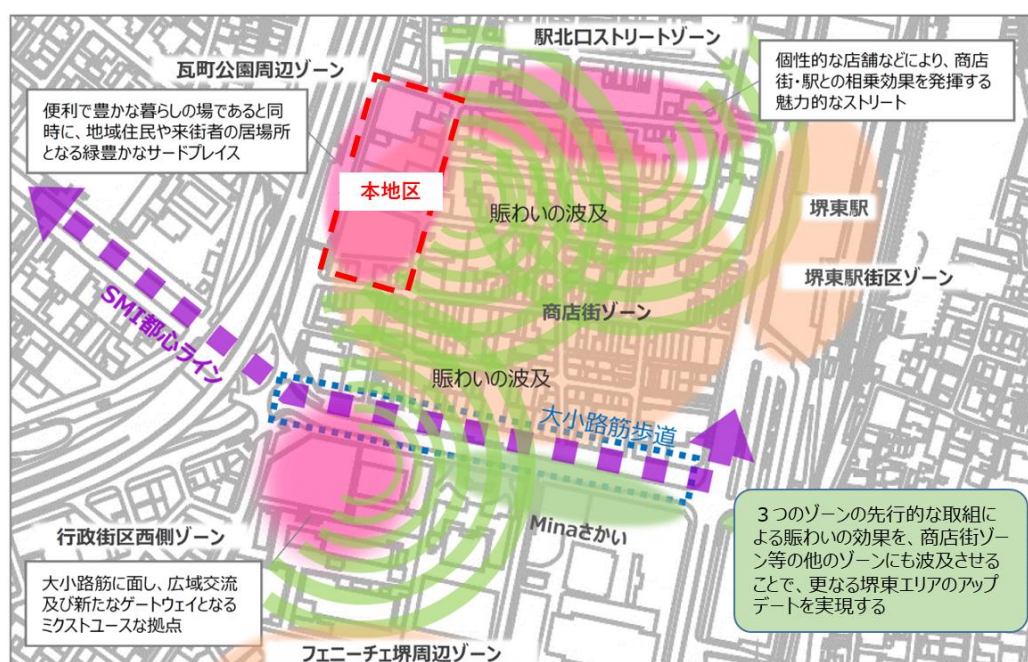 駅北口ストリートゾーン
瓦町公園周辺ゾーン
個性的な店舗などにより、商店
街・駅との相乗効果を発揮する
魅力的なストリート
便利で豊かな暮らしの場であると同
時に、地域住民や来街者の居場所
となる緑豊かなサードプレイス
本地区
賑わいの波及
堺東駅
堺東駅街区ゾーン
SMI都心ライン
商店街ゾーン
賑わいの波及
大小路筋歩道
Minaさかい
行政街区西側ゾーン
大小路筋に面し、広域交流
及び新たなゲートウェイとなる
ミクストユースな拠点
3つのゾーンの先行的な取組に
よる賑わいの効果を、商店街ゾー
ン等の他のゾーンにも波及させる
ことで、更なる堺東エリアのアップ
デートを実現する
フェニーチェ堺周辺ゾーン